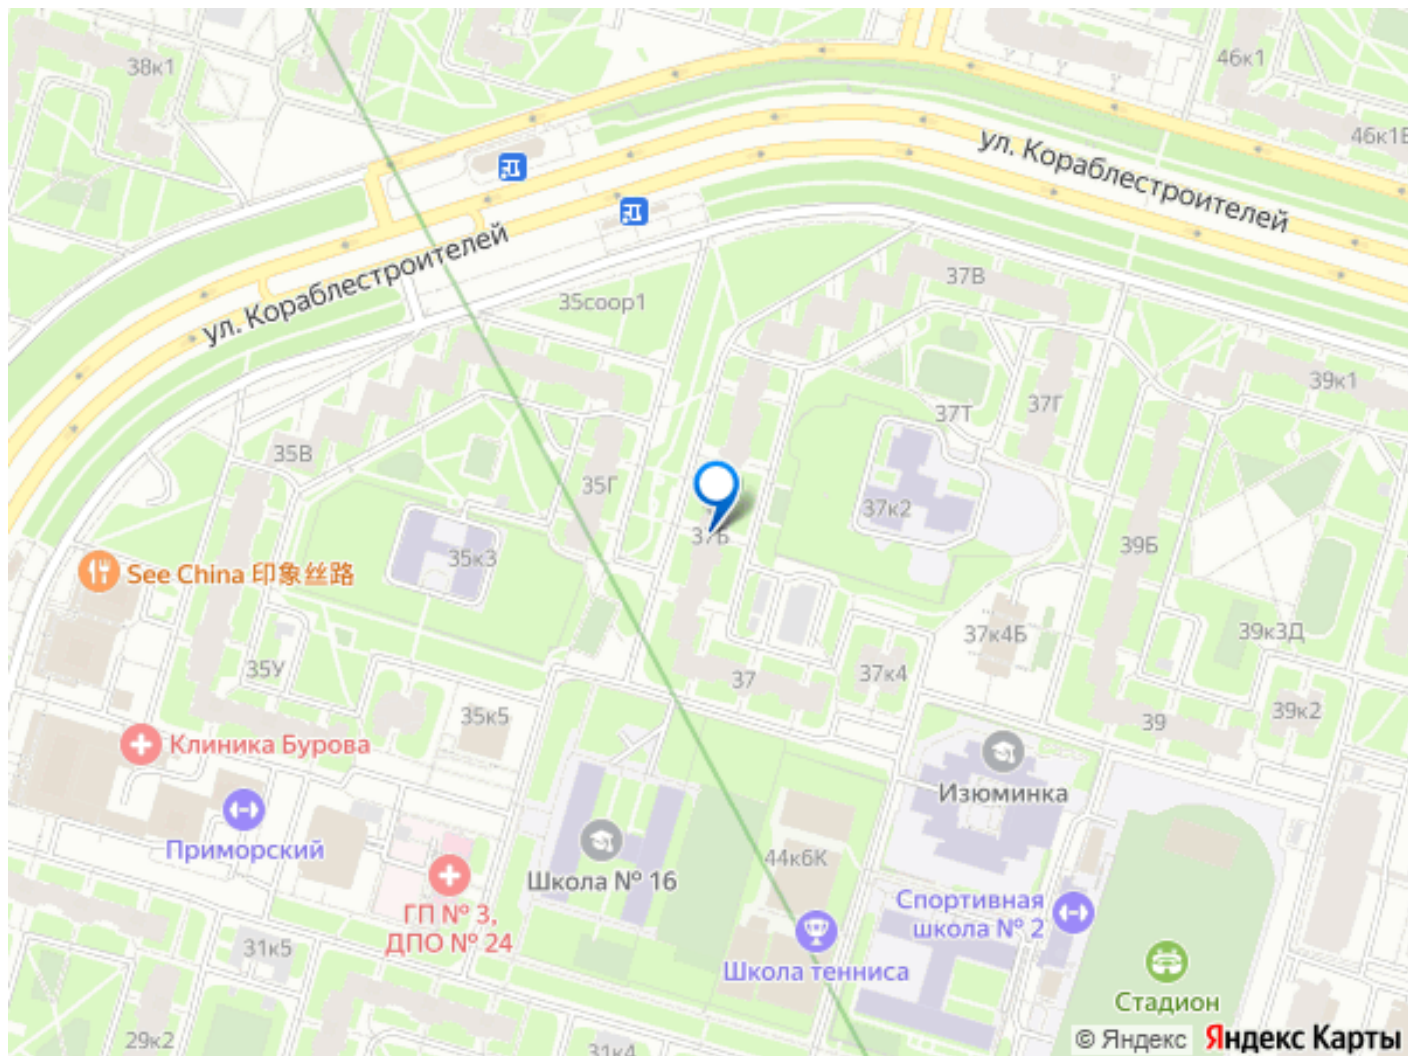 38к1
46к1
46к1Е
ул. Кораблестроителей
ул. Кораблестроителей
37В
35соор1
39к1
37Г
37Т
35В
35Г
37к2
37Б
39Б
35к3
See China 印象丝路
37к4Б
39к3Д
35У
37
37к4
35к5
39
39к2
Клиника Бурова
Изюминка
Приморский
44к6К
Школа № 16
Спортивная
школа № 2
ГП № 3,
ДПО № 24
31к5
Школа тенниса
Стадион
29к2
31к4
© Яндекс Яндекс Карты